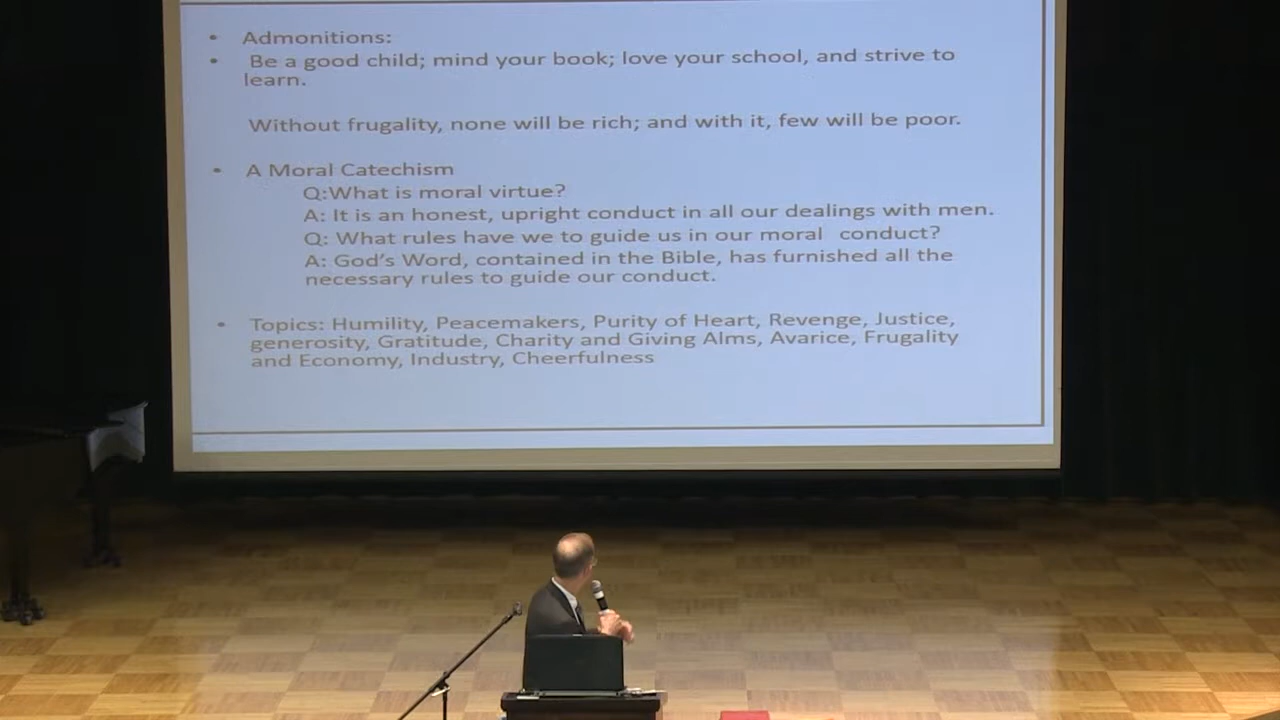 • Admonitions:
• Be a good child; mind your book; love your school, and strive to
learn.
Without frugality, none will be rich; and with it, few will be poor.
• A Moral Catechism
Q:What is moral virtue?
A: It is an honest, upright conduct in all our dealings with men.
Q: What rules have we to guide us in our moral conduct?
A: God's Word, contained in the Bible, has furnished all the
necessary rules to guide our conduct.
• Topics: Humility, Peacemakers, Purity of Heart, Revenge, Justice,
generosity, Gratitude, Charity and Giving Alms, Avarice, Frugality
and Economy, Industry, Cheerfulness